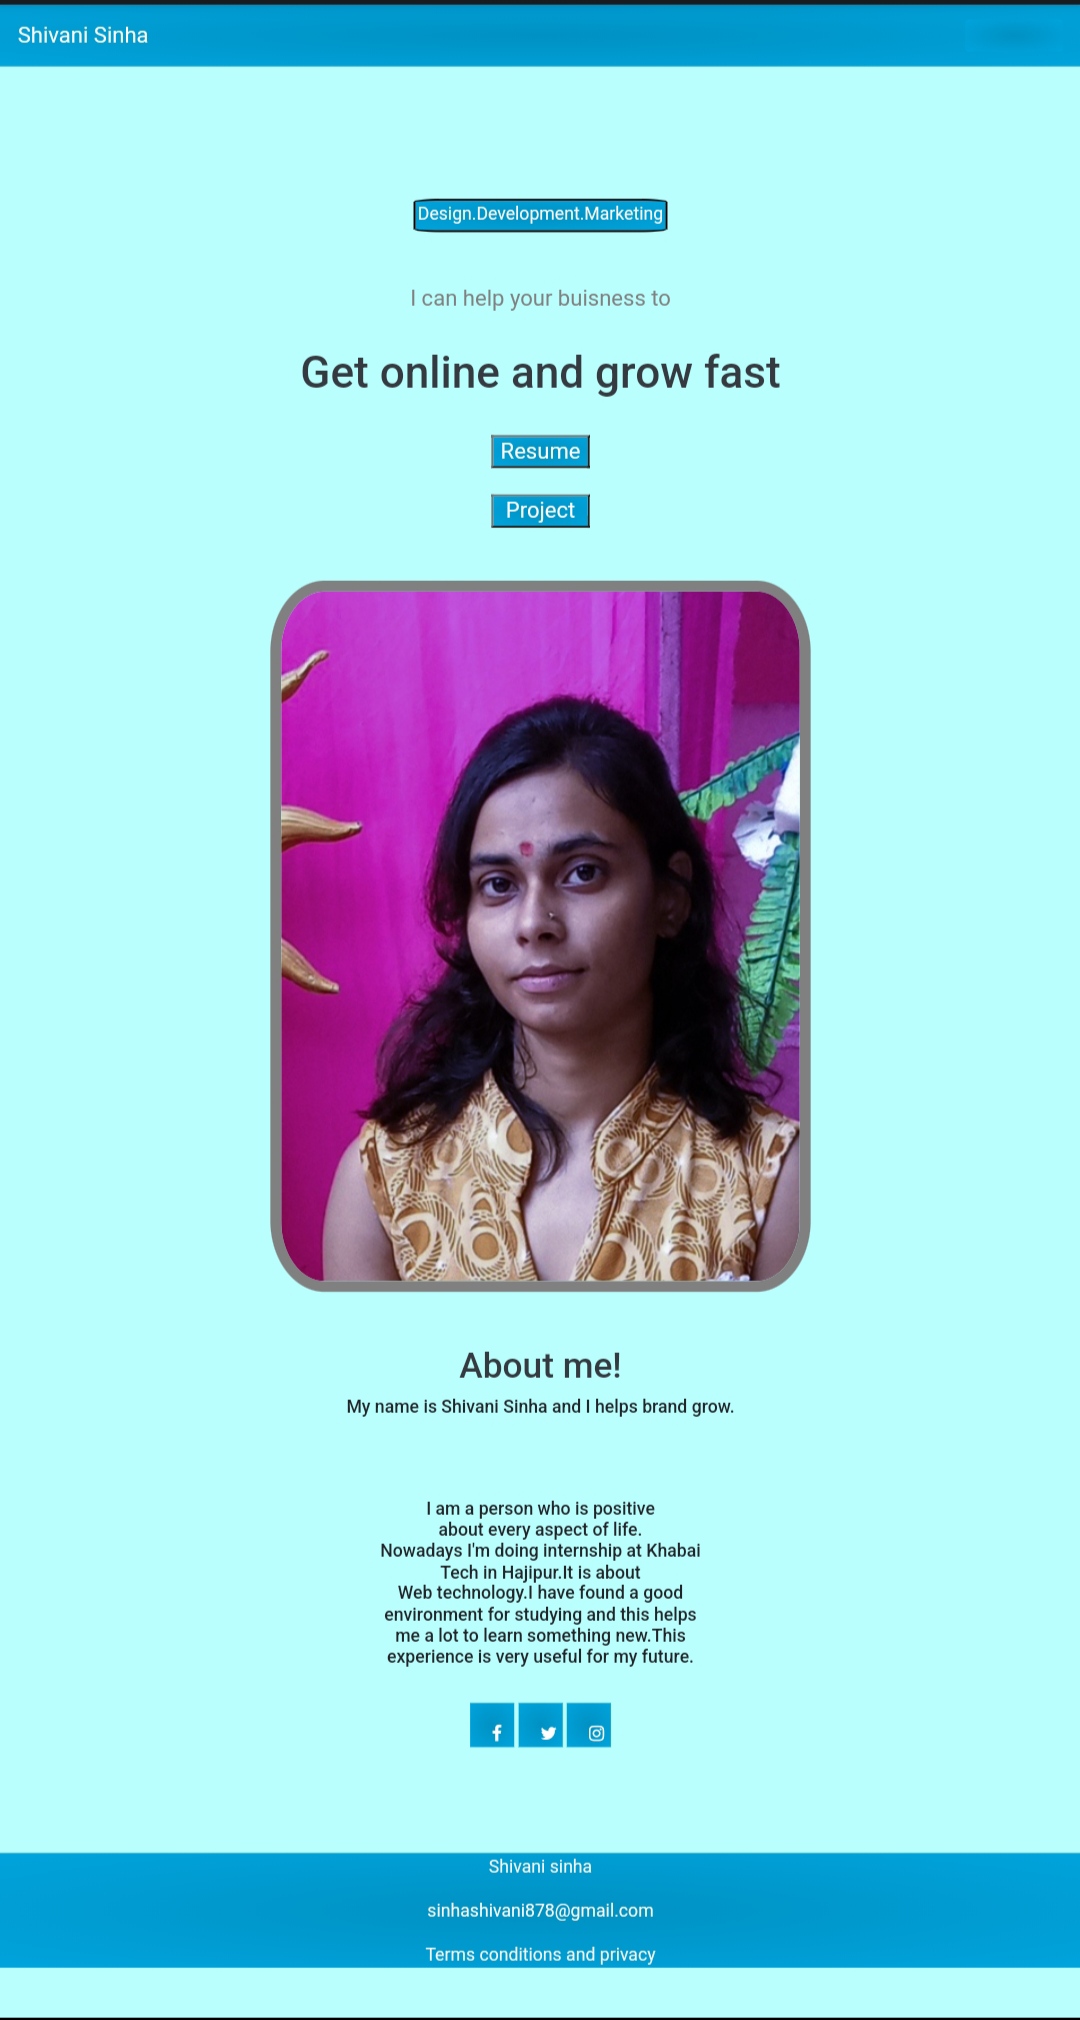 Shivani Sinha
Design.Development.Marketing
I can help your buisness to
Get online and grow fast
Resume
Project
About me!
My name is Shivani Sinha and I helps brand grow.
I am a person who is positive
about every aspect of life.
Nowadays I'm doing internship at Khabai
Tech in Hajipur.It is about
Web technology.I have found a good
environment for studying and this helps
me a lot to learn something new.This
experience is very useful for my future.
Shivani sinha
sinhashivani878@gmail.com
Terms conditions and privacy